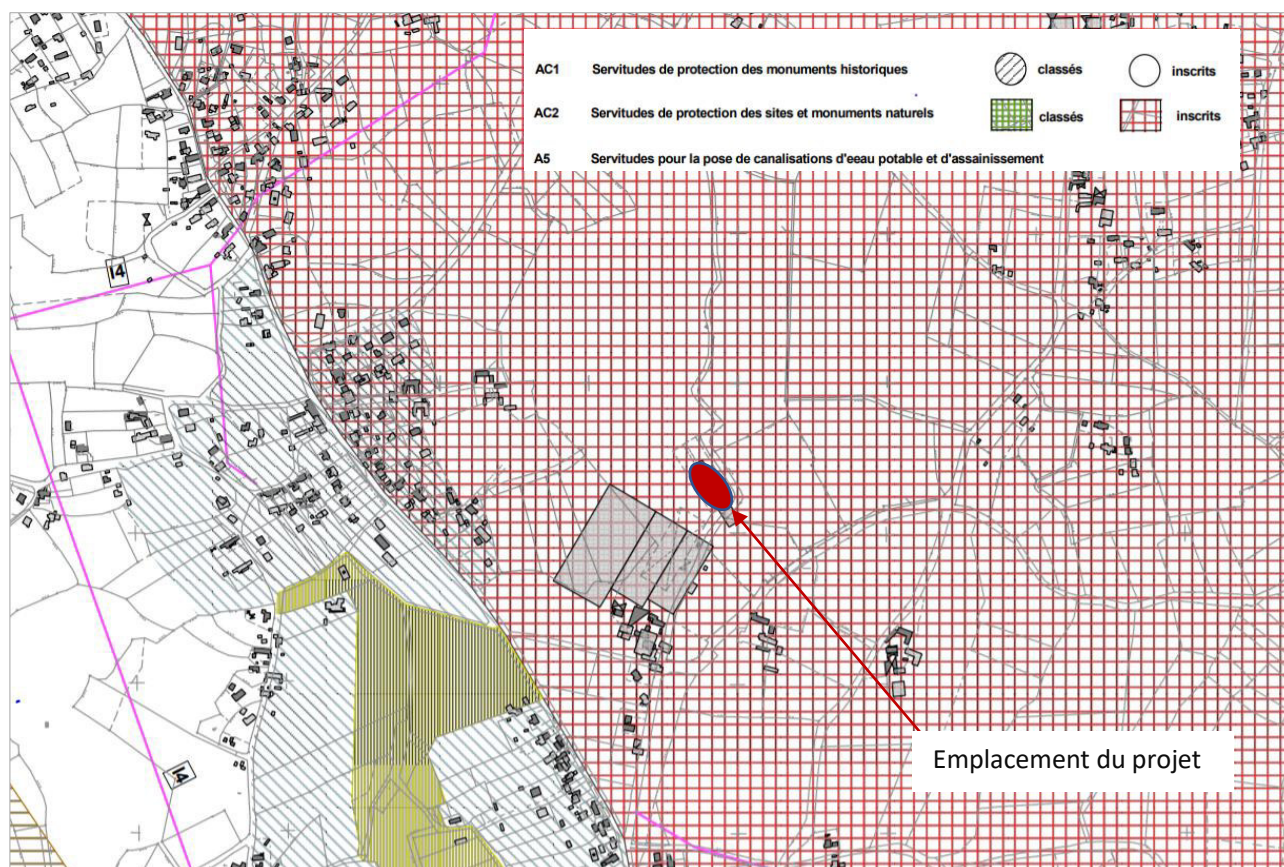 AC1 Servitudes de protection des monuments historiques classés inscrits
AC2 Servitudes de protection des sites et monuments naturels classés inscrits
A5 Servitudes pour la pose de canalisations d'eeau potable et d'assainissement
I4
Emplacement du projet
I4